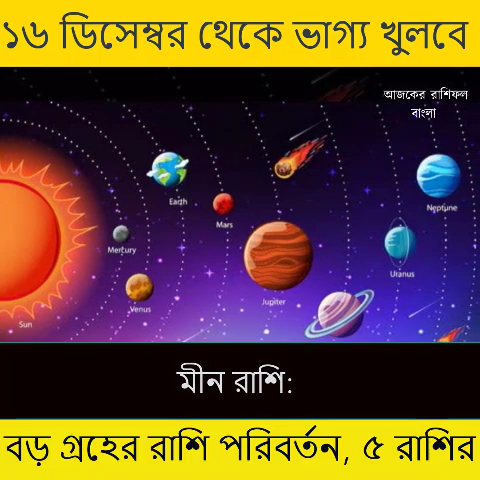 ১৬ ডিসেম্বর থেকে ভাগ্য খুলবে
আজকের রাশিফল
বাংলা
Earth
Mars
Neptune
Mercury
Uranus
Venus
Jupiter
Sun
মীন রাশি:
বড় গ্রহের রাশি পরিবর্তন, ৫ রাশির